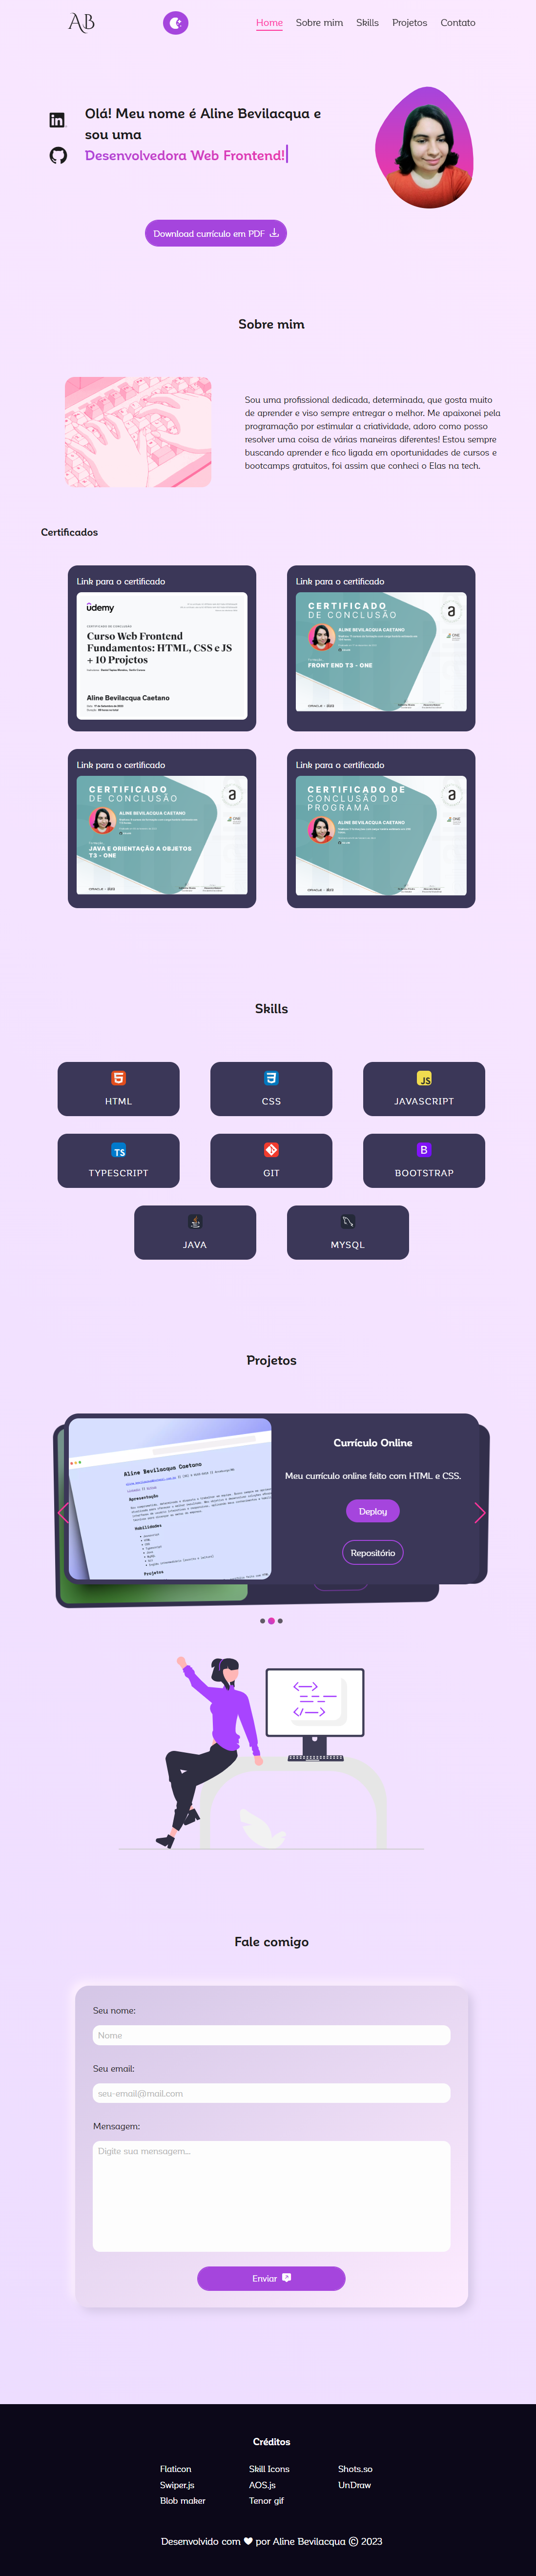 AB
Home Sobre mim Skills Projetos Contato
Olá! Meu nome é Aline Bevilacqua e
sou uma
Desenvolvedora Web Frontend!
Download currículo em PDF
Sobre mim
Sou uma profissional dedicada, determinada, que gosta muito
de aprender e viso sempre entregar o melhor. Me apaixonei pela
programação por estimular a criatividade, adoro como posso
resolver uma coisa de várias maneiras diferentes! Estou sempre
buscando aprender e fico ligada em oportunidades de cursos e
bootcamps gratuitos, foi assim que conheci o Elas na tech.
Certificados
Link para o certificado
udemy
Curso Web Frontend
Fundamentos: HTML, CSS e JS
+ 10 Projetos
Aline Bevilacqua Caetano
Link para o certificado
CERTIFICADO
DE CONCLUSÃO
a
ALINE BEVILACQUA CAETANO
ONE
FRONT END T3 - ONE
Link para o certificado
CERTIFICADO
DE CONCLUSÃO
a
ALINE BEVILACQUA CAETANO
ONE
JAVA E ORIENTAÇÃO A OBJETOS
T3 - ONE
Link para o certificado
CERTIFICADO DE
CONCLUSÃO DO
PROGRAMA
a
ALINE BEVILACQUA CAETANO
ONE
Skills
HTML
CSS
JS
JAVASCRIPT
TS
TYPESCRIPT
GIT
B
BOOTSTRAP
JAVA
MYSQL
Projetos
Aline Bevilacqua Caetano
Apresentação
Habilidades
Projetos
Currículo Online
Meu currículo online feito com HTML e CSS.
Deploy
Repositório
Fale comigo
Seu nome:
Nome
Seu email:
seu-email@mail.com
Mensagem:
Digite sua mensagem...
Enviar
Créditos
Flaticon Skill Icons Shots.so
Swiper.js AOS.js UnDraw
Blob maker Tenor gif
Desenvolvido com ❤ por Aline Bevilacqua © 2023